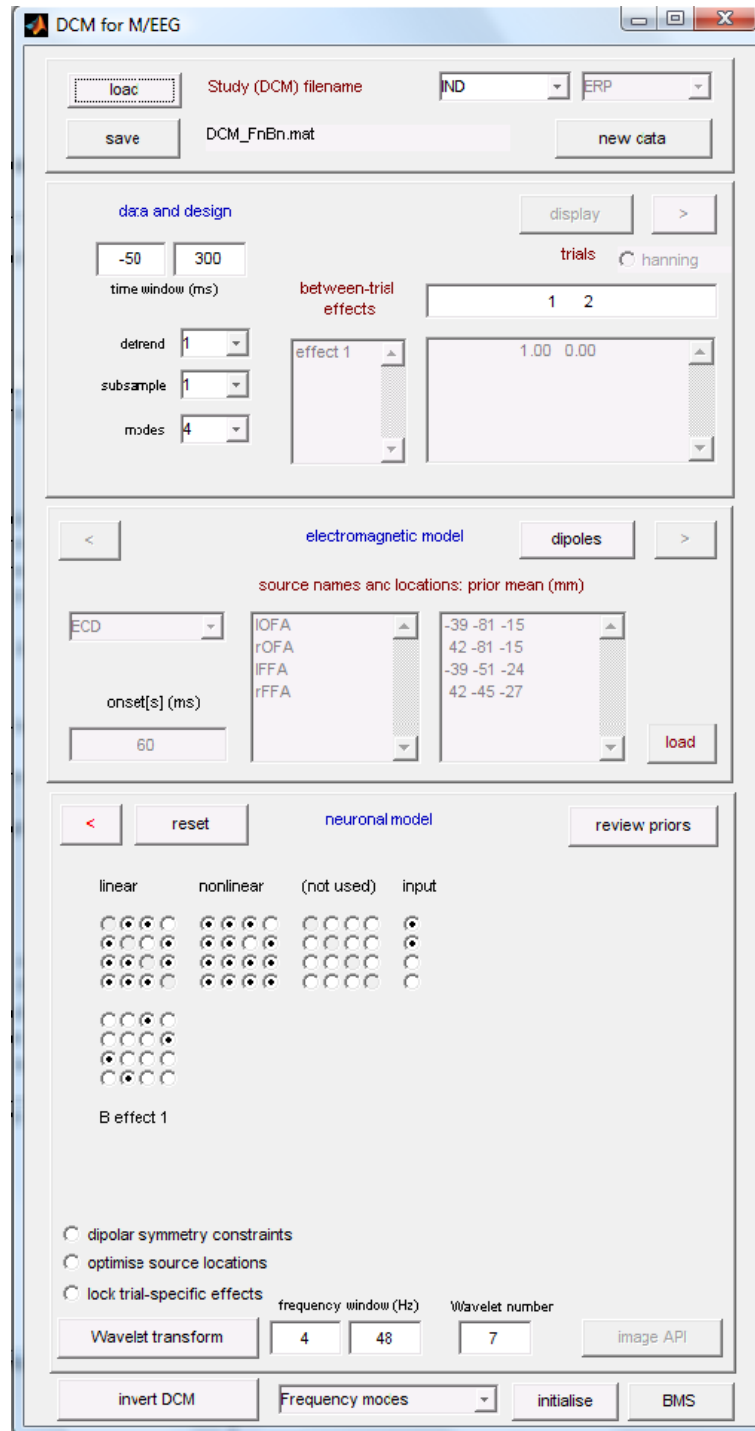 DCM for M/EEG
load Study (DCM) filename IND ERP
save DCM_FnBn.mat new data
data and design display >
-50 300 trials hanning
time window (ms) between-trial effects 1 2
detrend 1 effect 1 1.00 0.00
subsample 1
modes 4
< electromagnetic model dipoles >
source names and locations: prior mean (mm)
ECD lOFA -39 -81 -15
rOFA 42 -81 -15
lFFA -39 -51 -24
onset[s] (ms) rFFA 42 -45 -27
60 load
< reset neuronal model review priors
linear nonlinear (not used) input
B effect 1
dipolar symmetry constraints
optimise source locations
lock trial-specific effects frequency window (Hz) Wavelet number
Wavelet transform 4 48 7 image API
invert DCM Frequency modes initialise BMS